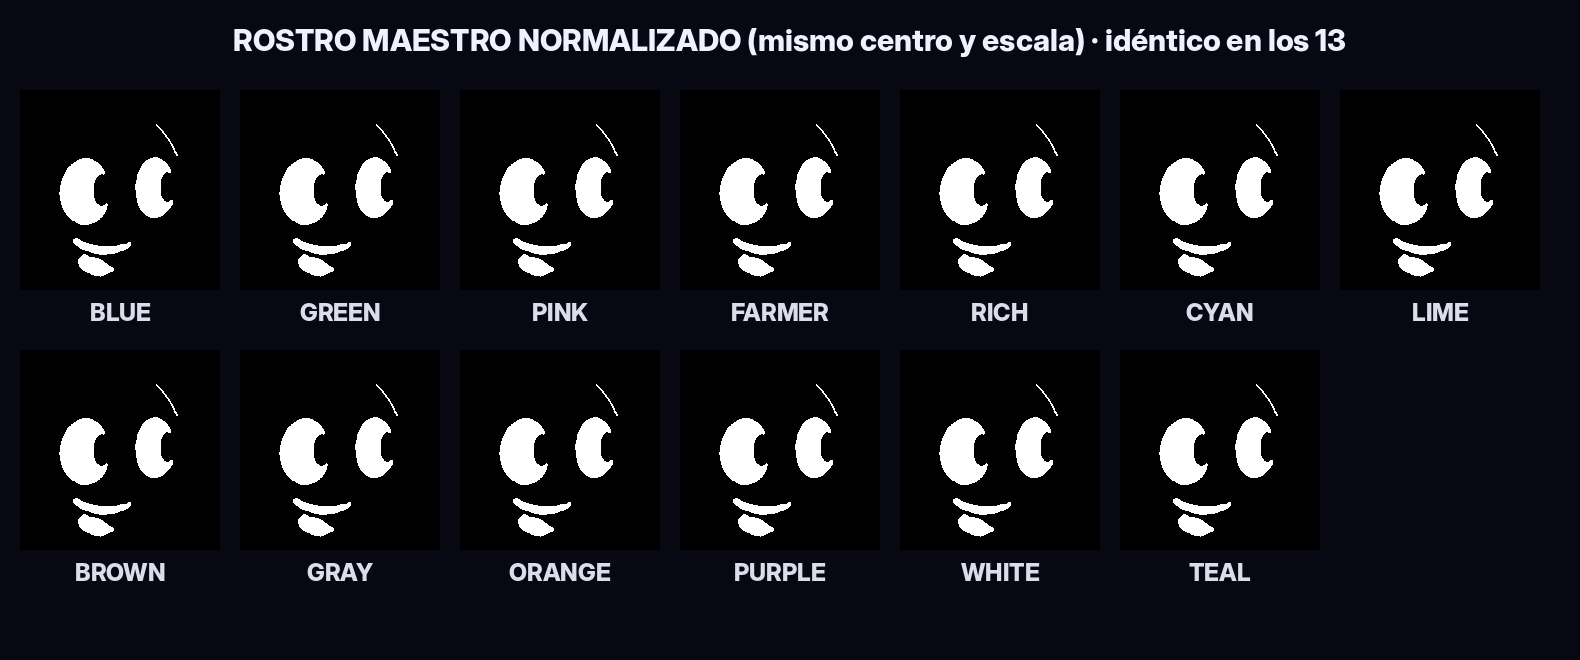 ROSTRO MAESTRO NORMALIZADO (mismo centro y escala) · idéntico en los 13
BLUE GREEN PINK FARMER RICH CYAN LIME
BROWN GRAY ORANGE PURPLE WHITE TEAL